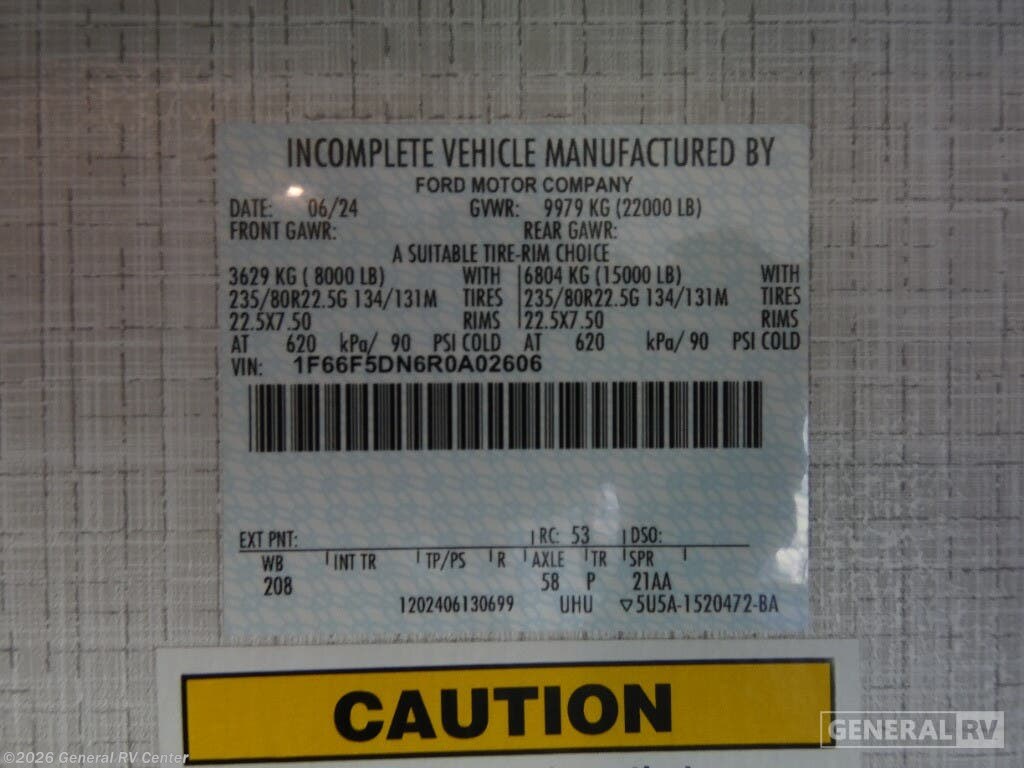 INCOMPLETE VEHICLE MANUFACTURED BY
FORD MOTOR COMPANY
DATE: 06/24 GVWR: 9979 KG (22000 LB)
FRONT GAWR: REAR GAWR:
A SUITABLE TIRE-RIM CHOICE
3629 KG ( 8000 LB) WITH 6804 KG (15000 LB) WITH
235/80R22.5G 134/131M TIRES 235/80R22.5G 134/131M TIRES
22.5X7.50 RIMS 22.5X7.50 RIMS
AT 620 kPa/ 90 PSI COLD AT 620 kPa/ 90 PSI COLD
VIN: 1F66F5DN6R0A02606
EXT PNT: RC: 53 DSO:
WB INT TR TP/PS R AXLE TR SPR
208 58 P 21AA
1202406130699 UHU ▽5U5A-1520472-BA
CAUTION
GENERAL RV
©2026 General RV Center